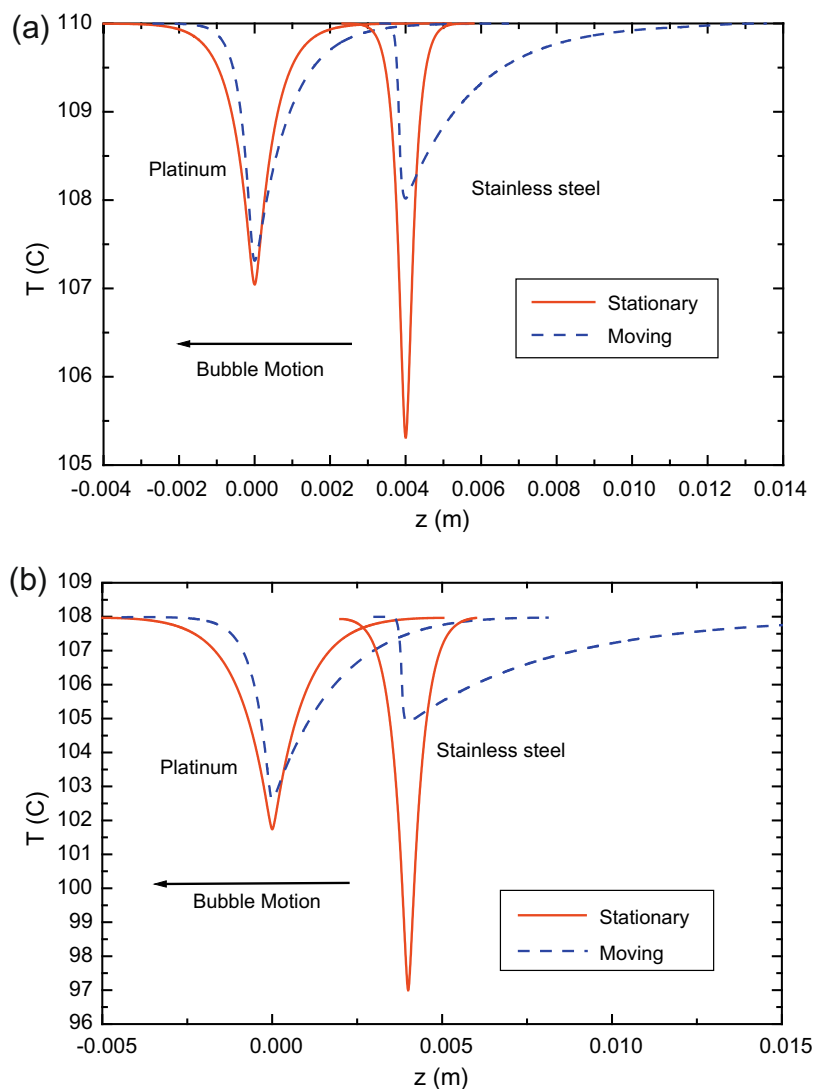 (a)
110
109
108
107
106
105
T (C)
Platinum
Stainless steel
Stationary
Moving
Bubble Motion
-0.004 -0.002 0.000 0.002 0.004 0.006 0.008 0.010 0.012 0.014
z (m)
(b)
109
108
107
106
105
104
103
102
101
100
99
98
97
96
T (C)
Platinum
Stainless steel
Bubble Motion
Stationary
Moving
-0.005 0.000 0.005 0.010 0.015
z (m)